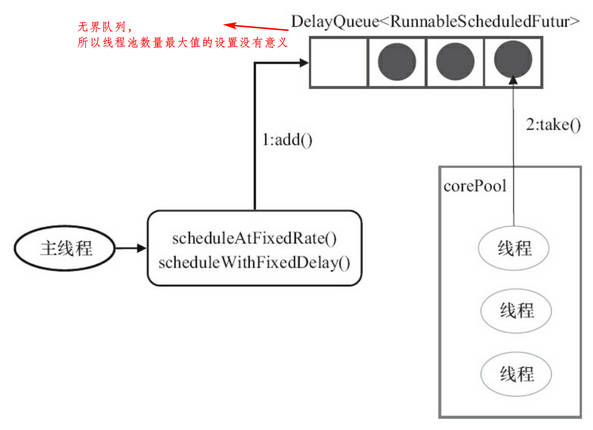 无界队列，
所以线程池数量最大值的设置没有意义
DelayQueue<RunnableScheduledFutur>
1:add()
2:take()
corePool
主线程
scheduleAtFixedRate()
scheduleWithFixedDelay()
线程
线程
线程